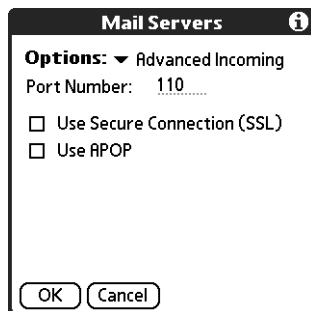 Mail Servers
Options: Advanced Incoming
Port Number: 110
Use Secure Connection (SSL)
Use APOP
OK Cancel